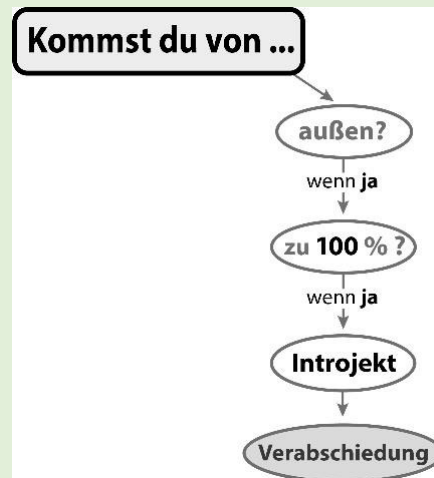 Kommst du von ...
außen?
wenn ja
zu 100 % ?
wenn ja
Introjekt
Verabschiedung